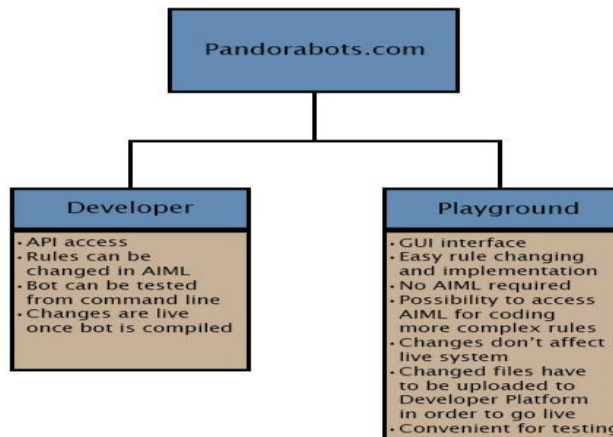 Pandorabots.com
Developer
• API access
• Rules can be
changed in AIML
• Bot can be tested
from command line
• Changes are live
once bot is compiled
Playground
• GUI interface
• Easy rule changing
and implementation
• No AIML required
• Possibility to access
AIML for coding
more complex rules
• Changes don't affect
live system
• Changed files have
to be uploaded to
Developer Platform
in order to go live
• Convenient for testing